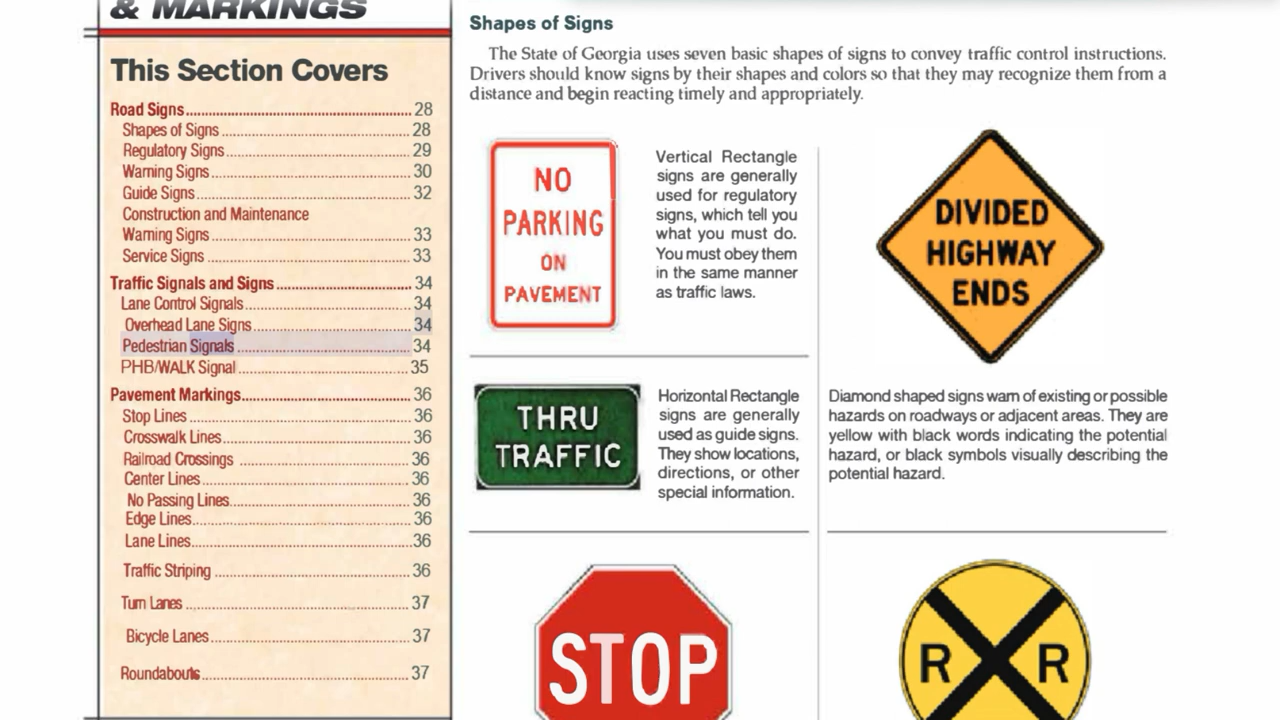 & MARKINGS
This Section Covers
Road Signs 28
Shapes of Signs 28
Regulatory Signs 29
Warning Signs 30
Guide Signs 32
Construction and Maintenance
Warning Signs 33
Service Signs 33
Traffic Signals and Signs 34
Lane Control Signals 34
Overhead Lane Signs 34
Pedestrian Signals 34
PHB/WALK Signal 35
Pavement Markings 36
Stop Lines 36
Crosswalk Lines 36
Railroad Crossings 36
Center Lines 36
No Passing Lines 36
Edge Lines 36
Lane Lines 36
Traffic Striping 36
Turn Lanes 37
Bicycle Lanes 37
Roundabouts 37
Shapes of Signs
The State of Georgia uses seven basic shapes of signs to convey traffic control instructions.
Drivers should know signs by their shapes and colors so that they may recognize them from a
distance and begin reacting timely and appropriately.
NO
PARKING
ON
PAVEMENT
Vertical Rectangle
signs are generally
used for regulatory
signs, which tell you
what you must do.
You must obey them
in the same manner
as traffic laws.
THRU
TRAFFIC
Horizontal Rectangle
signs are generally
used as guide signs.
They show locations,
directions, or other
special information.
STOP
DIVIDED
HIGHWAY
ENDS
Diamond shaped signs warn of existing or possible
hazards on roadways or adjacent areas. They are
yellow with black words indicating the potential
hazard, or black symbols visually describing the
potential hazard.
R R